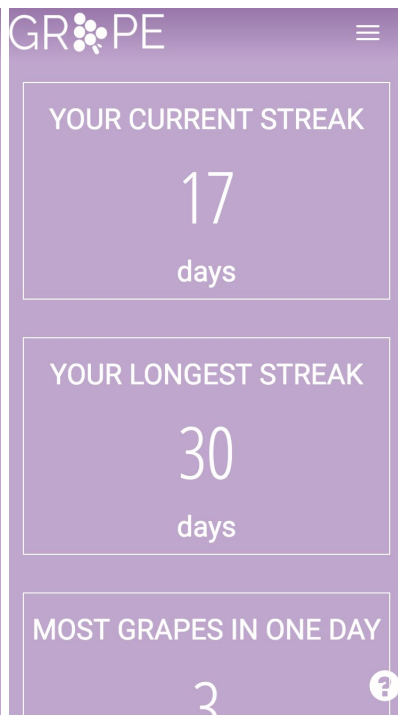 GRAPE
YOUR CURRENT STREAK
17
days
YOUR LONGEST STREAK
30
days
MOST GRAPES IN ONE DAY
3
?